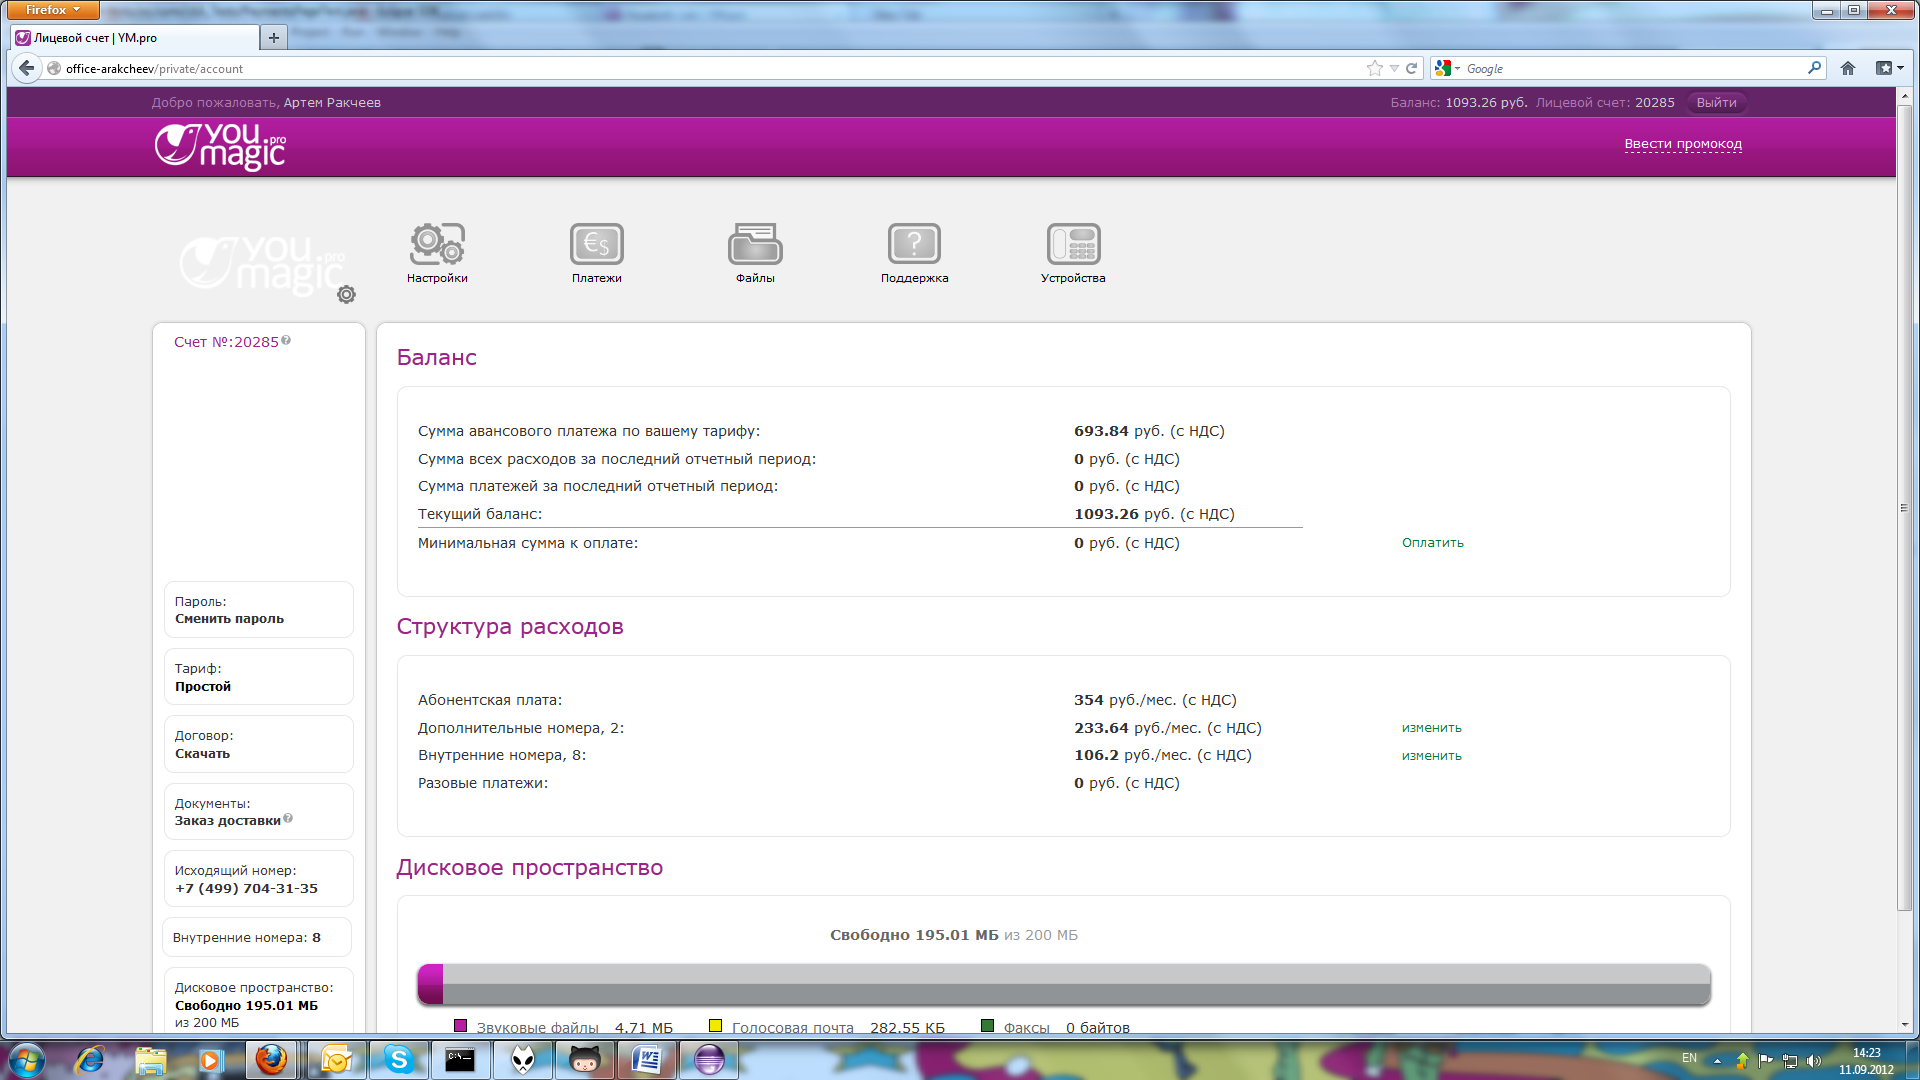 Firefox
Лицевой счет | YM.pro
office-arakcheev/private/account
Google
Добро пожаловать, Артем Ракчеев
Баланс: 1093.26 руб. Лицевой счет: 20285 Выйти
you magic .pro
Ввести промокод
you magic .pro
Настройки
Платежи
Файлы
Поддержка
Устройства
Счет №:20285
Пароль:
Сменить пароль
Тариф:
Простой
Договор:
Скачать
Документы:
Заказ доставки
Исходящий номер:
+7 (499) 704-31-35
Внутренние номера: 8
Дисковое пространство:
Свободно 195.01 МБ
из 200 МБ
Баланс
Сумма авансового платежа по вашему тарифу: 693.84 руб. (с НДС)
Сумма всех расходов за последний отчетный период: 0 руб. (с НДС)
Сумма платежей за последний отчетный период: 0 руб. (с НДС)
Текущий баланс: 1093.26 руб. (с НДС)
Минимальная сумма к оплате: 0 руб. (с НДС) Оплатить
Структура расходов
Абонентская плата: 354 руб./мес. (с НДС)
Дополнительные номера, 2: 233.64 руб./мес. (с НДС) изменить
Внутренние номера, 8: 106.2 руб./мес. (с НДС) изменить
Разовые платежи: 0 руб. (с НДС)
Дисковое пространство
Свободно 195.01 МБ из 200 МБ
Звуковые файлы 4.71 МБ Голосовая почта 282.55 КБ Факсы 0 байтов
EN
14:23
11.09.2012